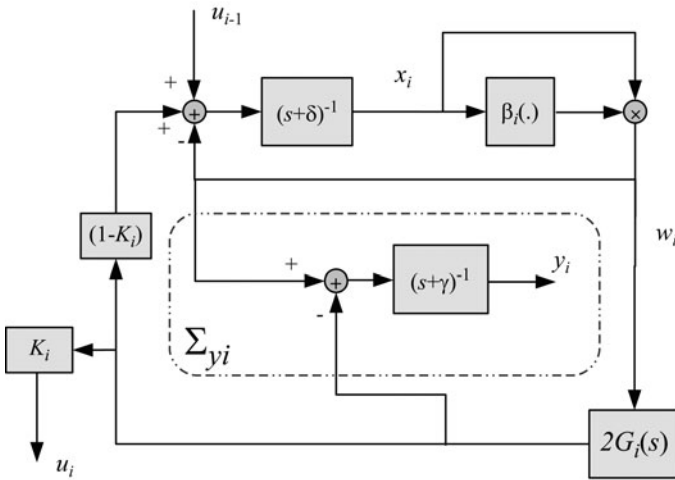 u_{i-1}
+
x_i
(s+δ)^{-1}
β_i(.)
+
×
+
-
(1-K_i)
w_i
+
(s+γ)^{-1}
y_i
+
-
Σ_{yi}
K_i
2G_i(s)
u_i